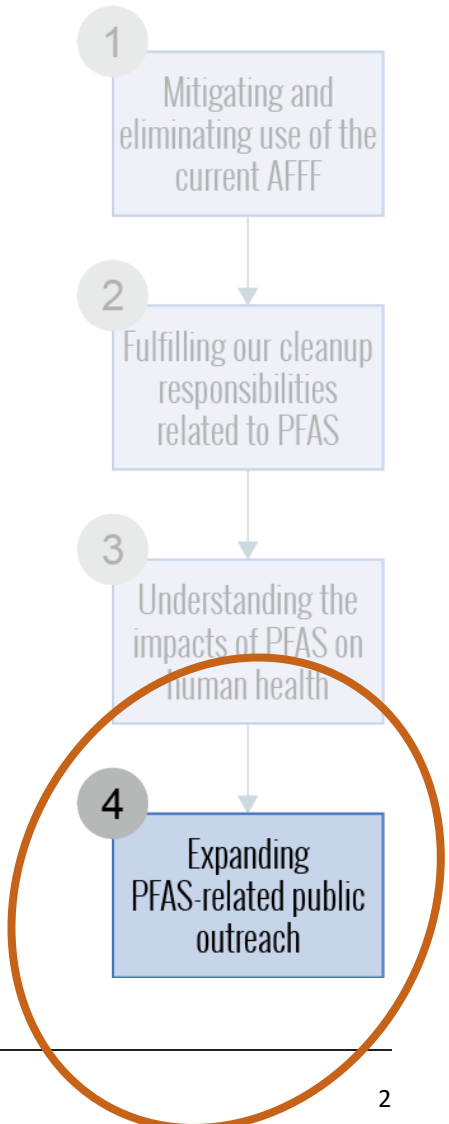 1
Mitigating and
eliminating use of the
current AFFF
2
Fulfilling our cleanup
responsibilities
related to PFAS
3
Understanding the
impacts of PFAS on
human health
4
Expanding
PFAS-related public
outreach
2